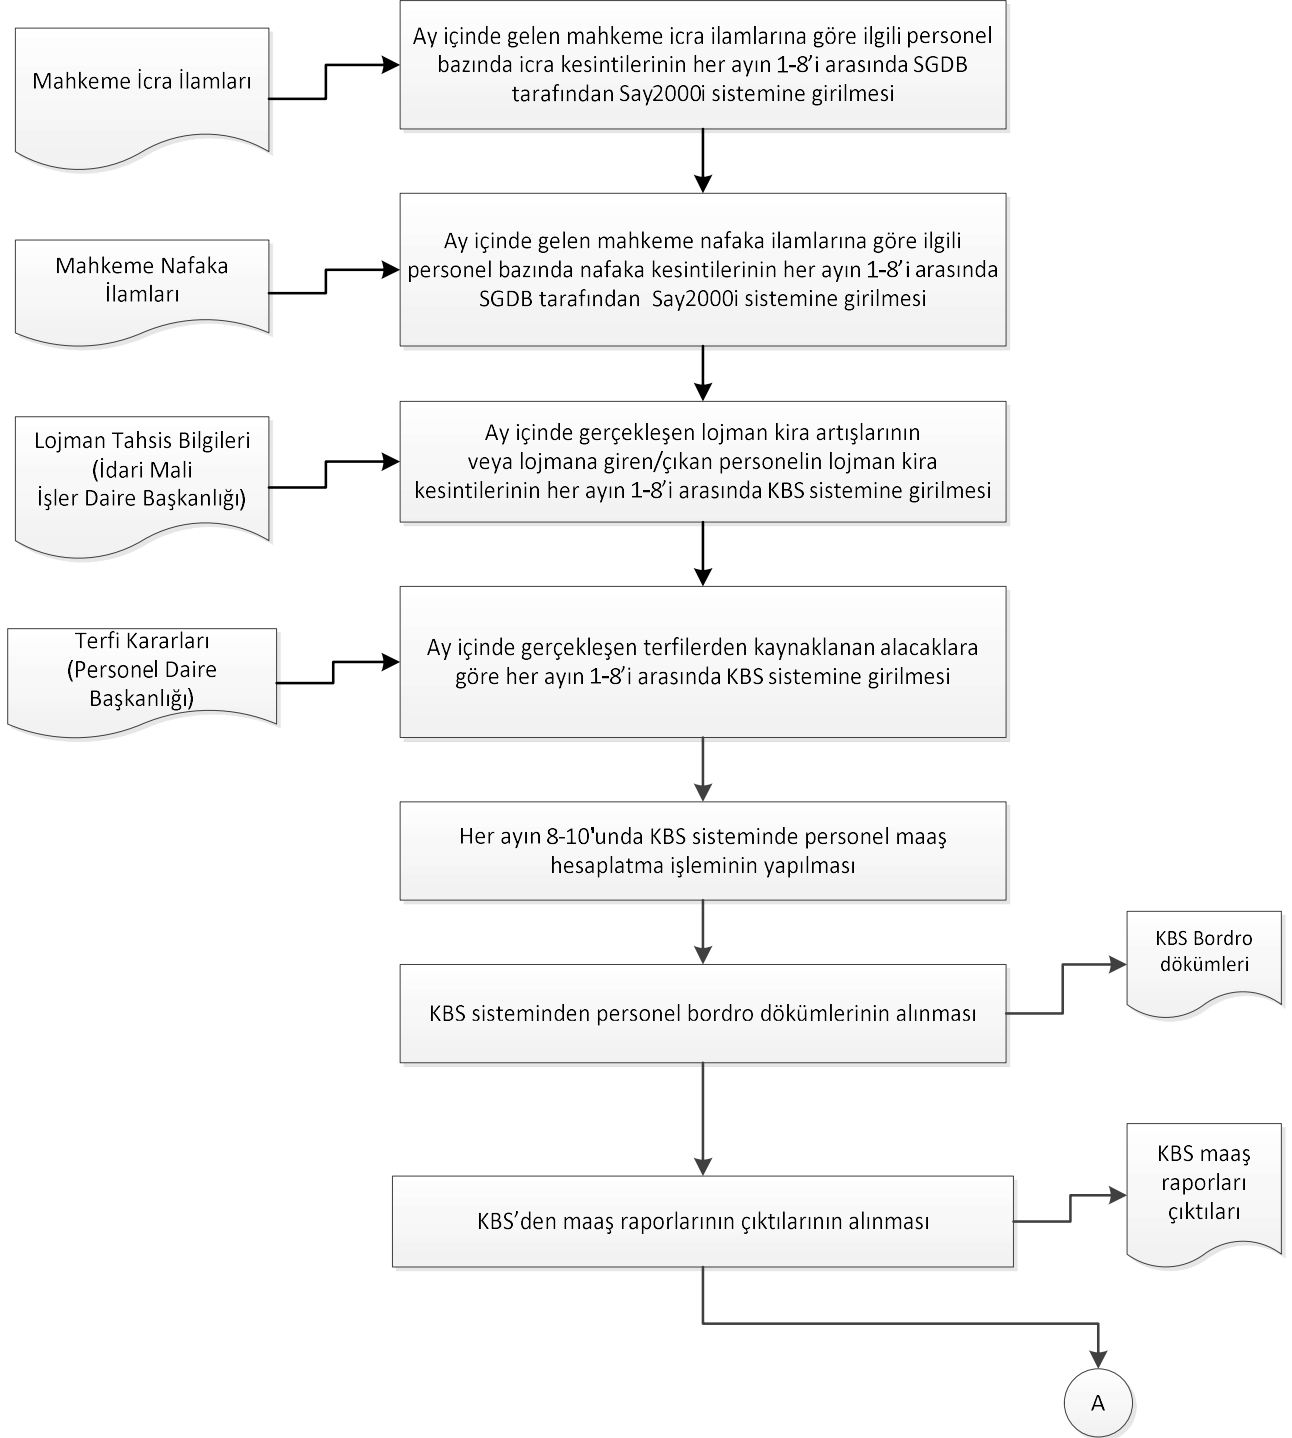 Mahkeme İcra İlamları
Ay içinde gelen mahkeme icra ilamlarına göre ilgili personel
bazında icra kesintilerinin her ayın 1-8’i arasında SGDB
tarafından Say2000i sistemine girilmesi
Mahkeme Nafaka
İlamları
Ay içinde gelen mahkeme nafaka ilamlarına göre ilgili
personel bazında nafaka kesintilerinin her ayın 1-8’i arasında
SGDB tarafından Say2000i sistemine girilmesi
Lojman Tahsis Bilgileri
(İdari Mali
İşler Daire Başkanlığı)
Ay içinde gerçekleşen lojman kira artışlarının
veya lojmana giren/çıkan personelin lojman kira
kesintilerinin her ayın 1-8’i arasında KBS sistemine girilmesi
Terfi Kararları
(Personel Daire
Başkanlığı)
Ay içinde gerçekleşen terfilerden kaynaklanan alacaklara
göre her ayın 1-8’i arasında KBS sistemine girilmesi
Her ayın 8-10'unda KBS sisteminde personel maaş
hesaplatma işleminin yapılması
KBS Bordro
dökümleri
KBS sisteminden personel bordro dökümlerinin alınması
KBS maaş
raporları
çıktıları
KBS’den maaş raporlarının çıktılarının alınması
A